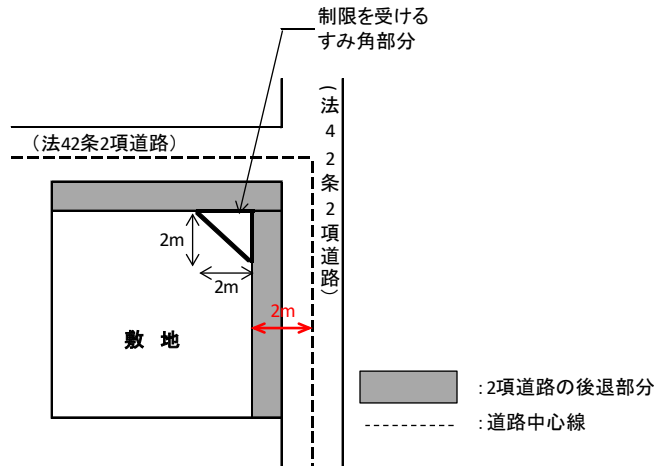 制限を受ける
すみ角部分
（法42条2項道路）
（法42条2項道路）
2m
2m
2m
敷 地
：2項道路の後退部分
：道路中心線